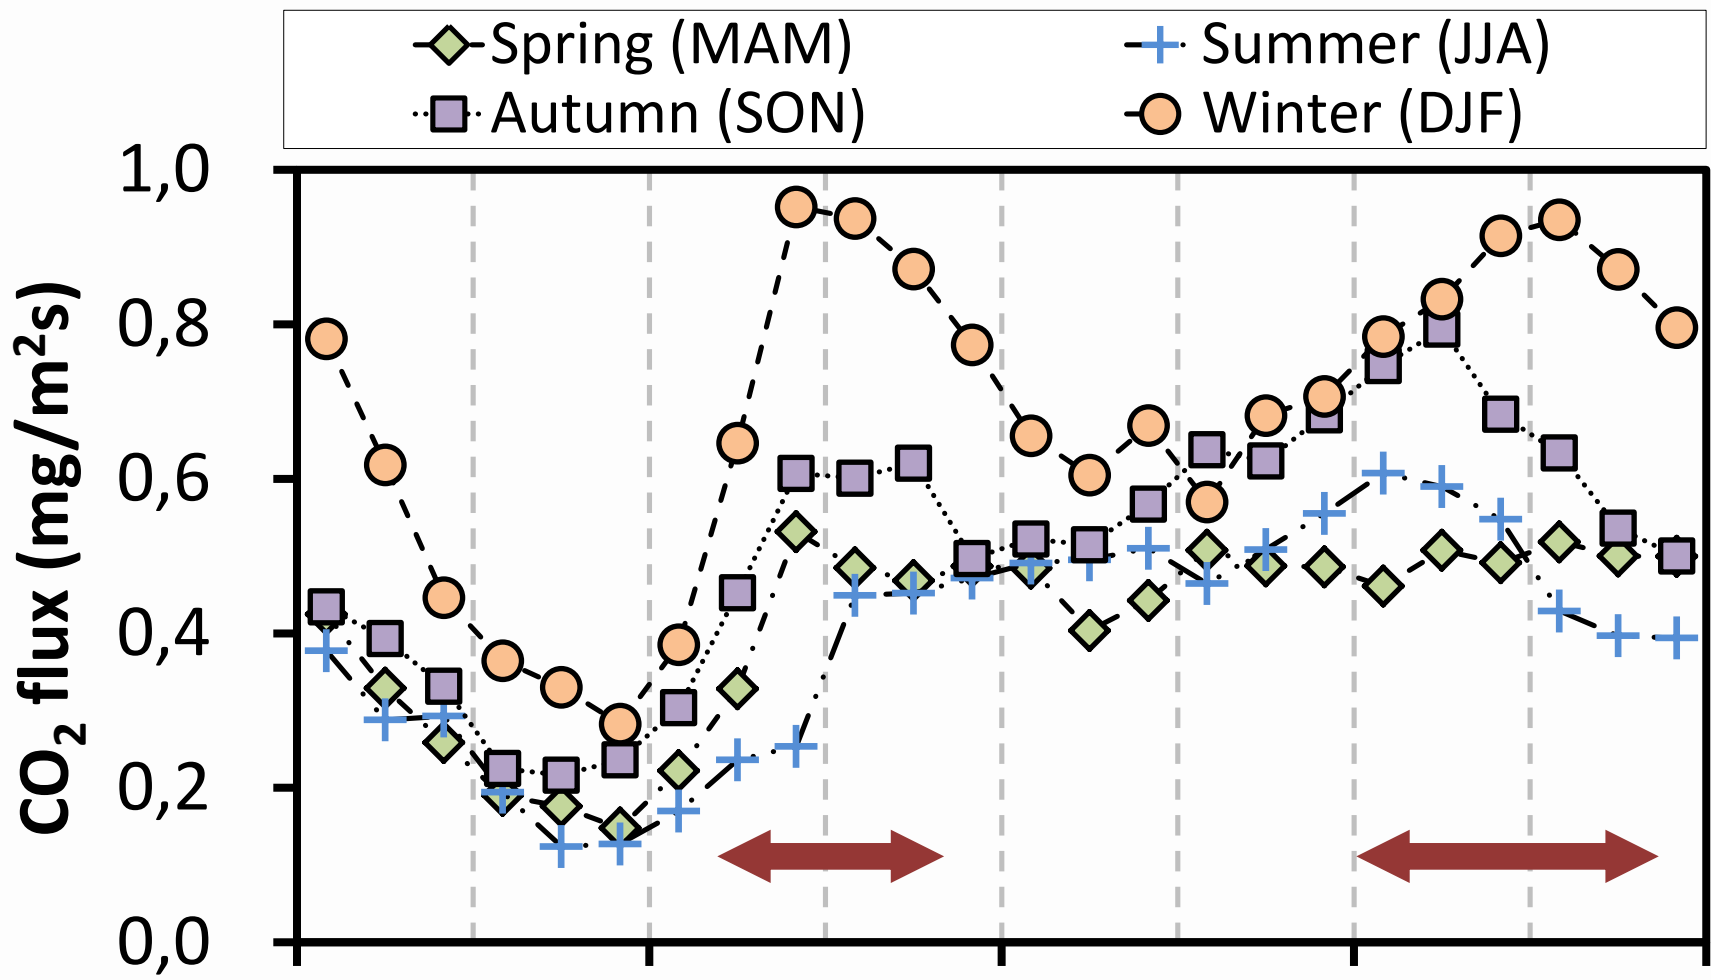 Spring (MAM)
Summer (JJA)
Autumn (SON)
Winter (DJF)
1,0
0,8
0,6
0,4
0,2
0,0
CO₂ flux (mg/m²s)